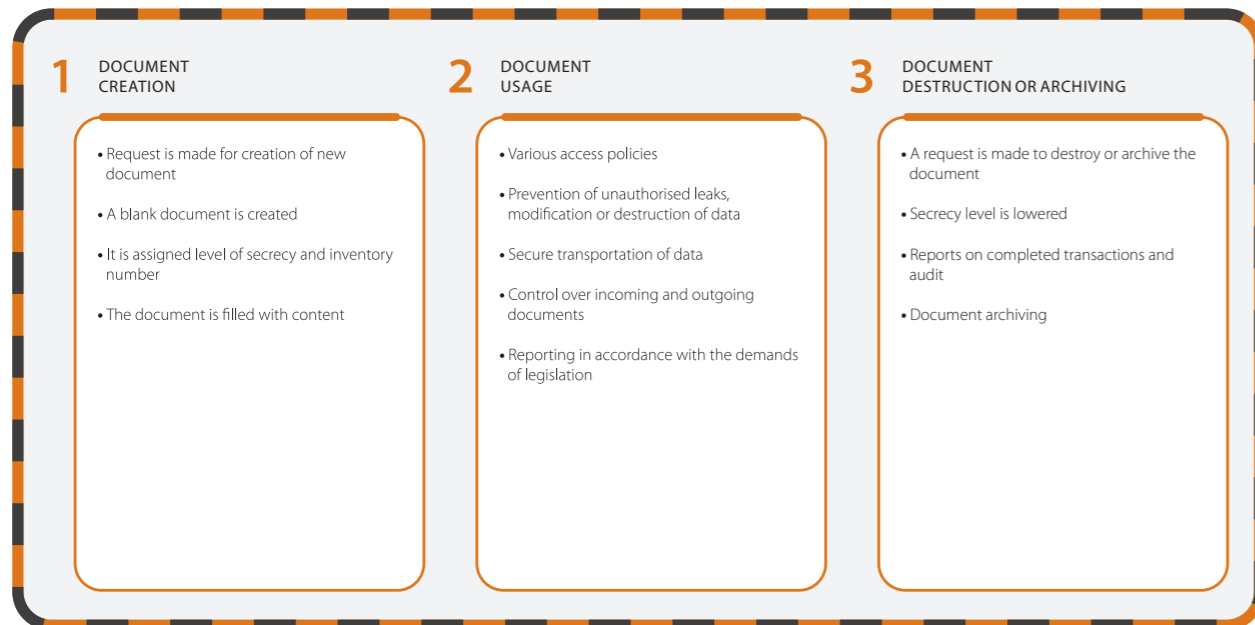 1
DOCUMENT
CREATION
• Request is made for creation of new
document
• A blank document is created
• It is assigned level of secrecy and inventory
number
• The document is filled with content
2
DOCUMENT
USAGE
• Various access policies
• Prevention of unauthorised leaks,
modification or destruction of data
• Secure transportation of data
• Control over incoming and outgoing
documents
• Reporting in accordance with the demands
of legislation
3
DOCUMENT
DESTRUCTION OR ARCHIVING
• A request is made to destroy or archive the
document
• Secrecy level is lowered
• Reports on completed transactions and
audit
• Document archiving